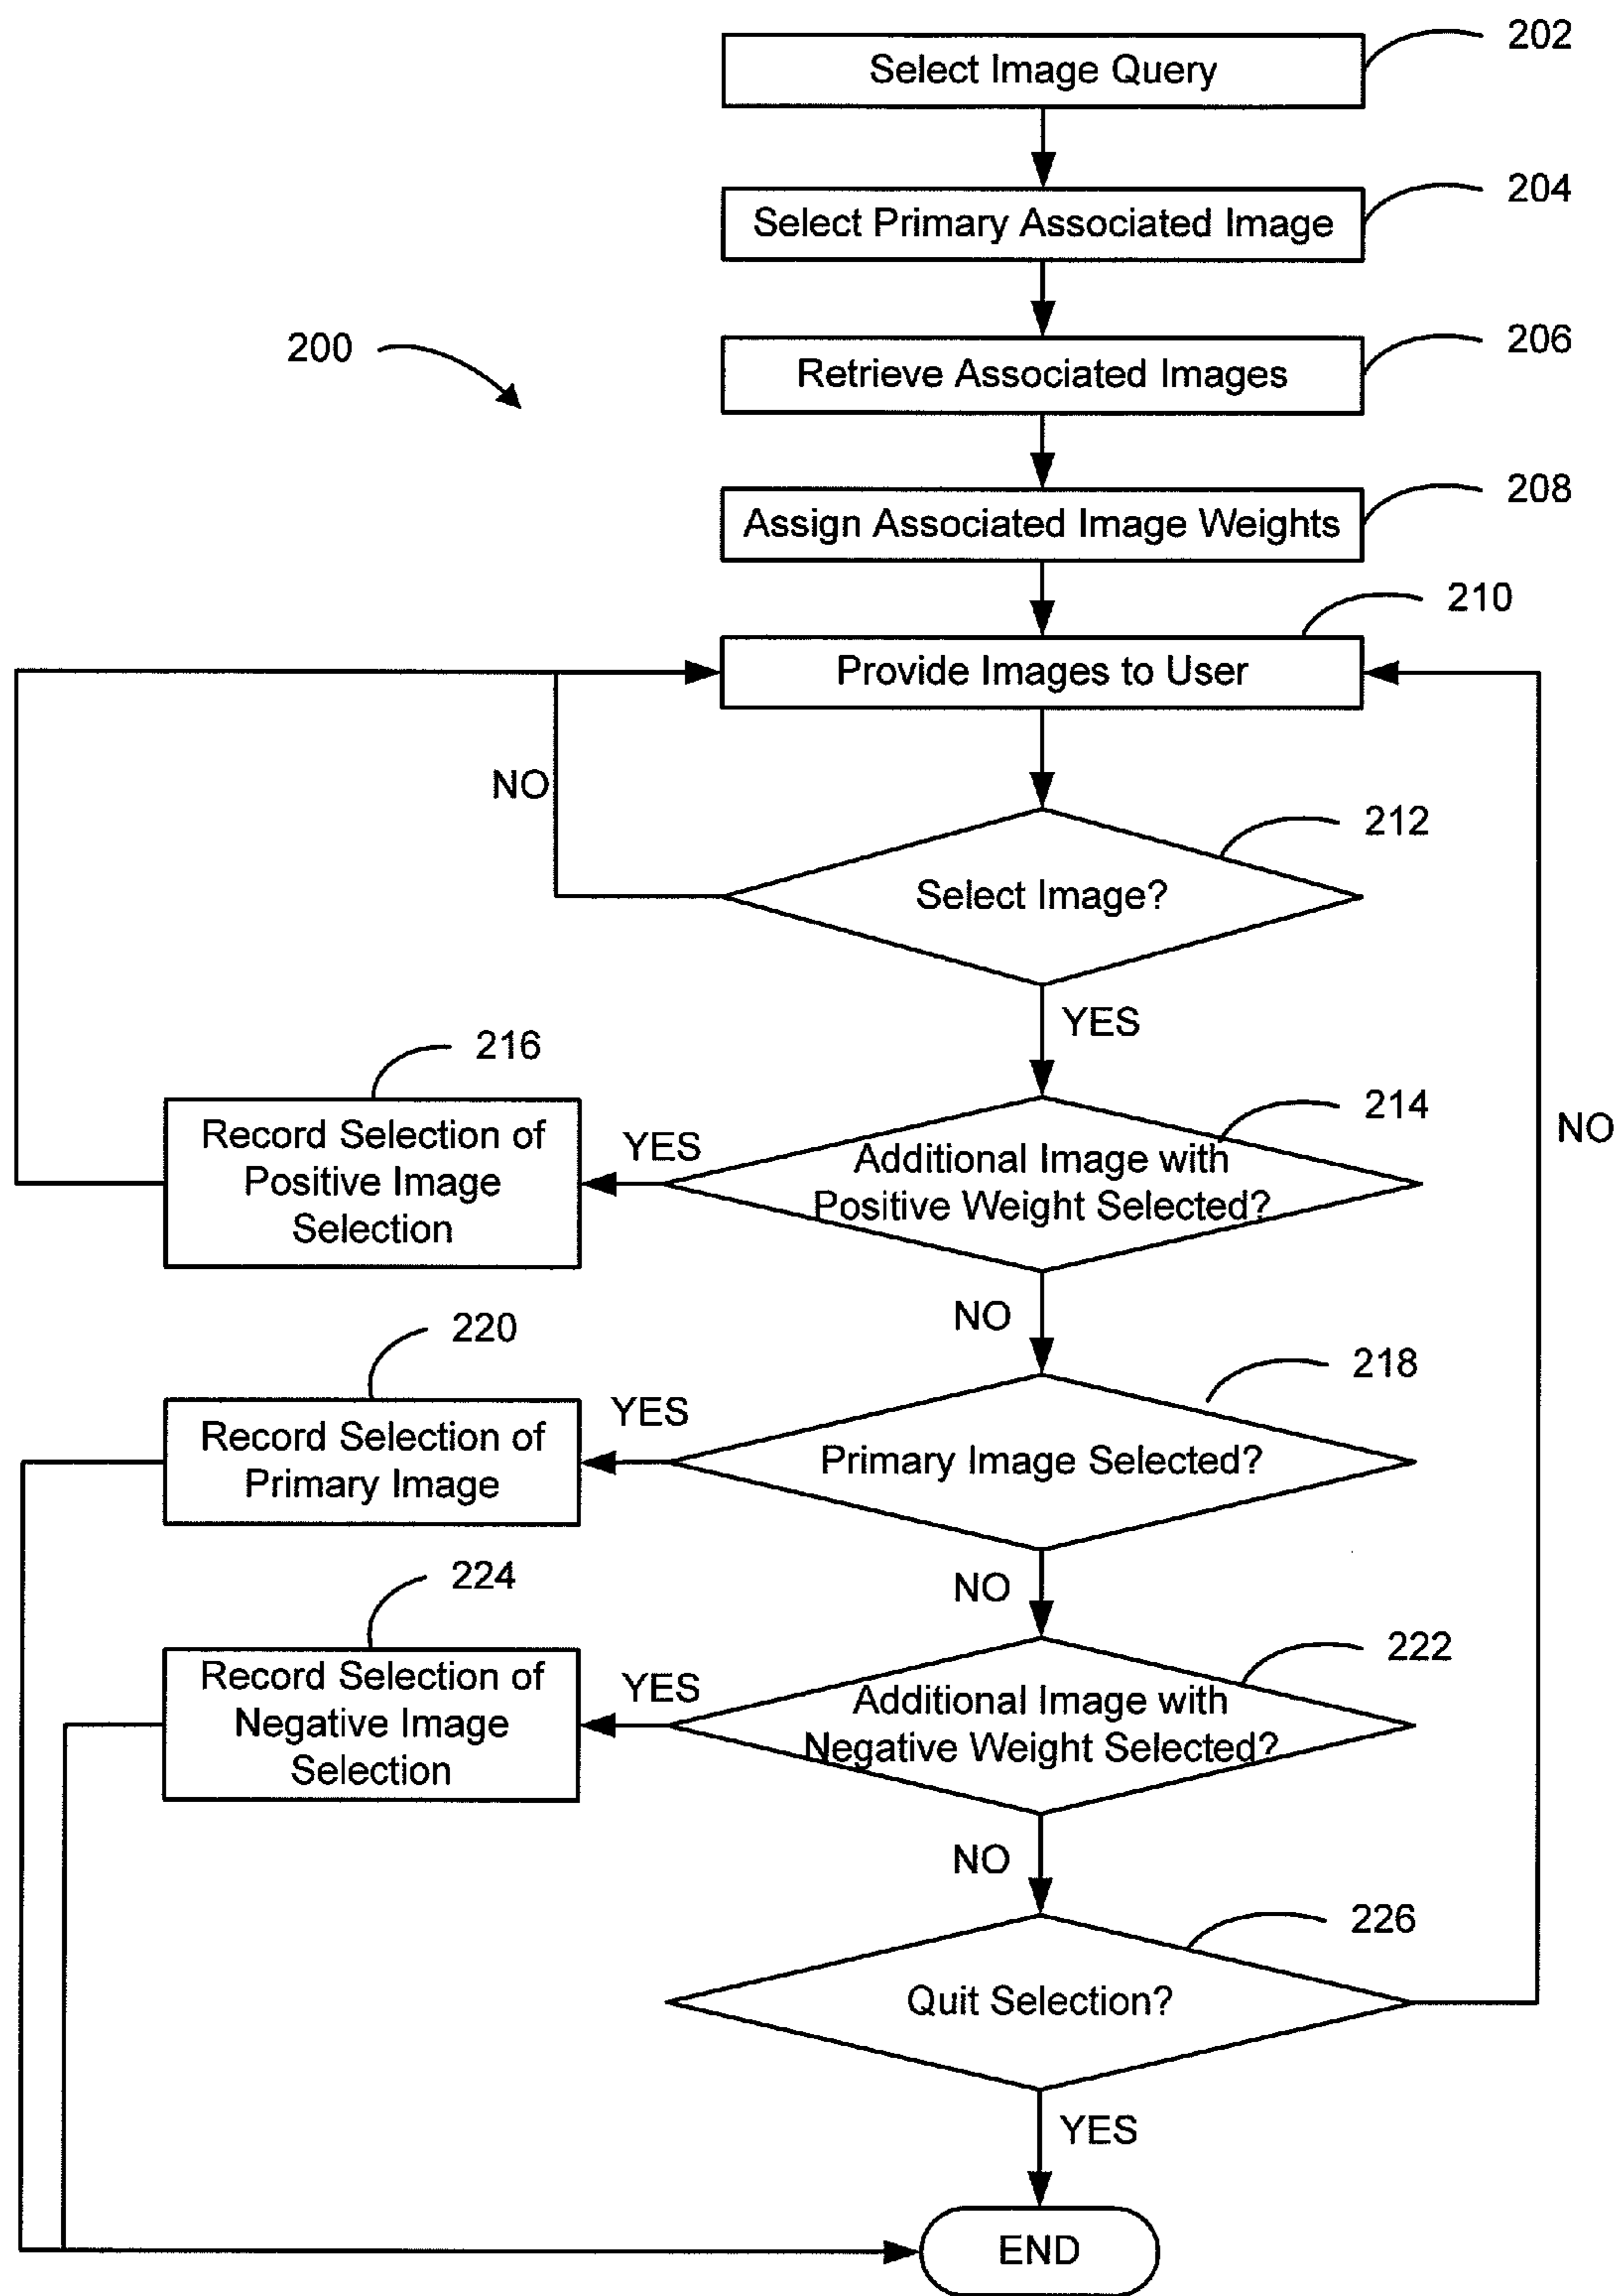 202
Select Image Query
204
Select Primary Associated Image
206
Retrieve Associated Images
200
208
Assign Associated Image Weights
210
Provide Images to User
NO
212
Select Image?
YES
216
Record Selection of
Positive Image
Selection
YES
214
Additional Image with
Positive Weight Selected?
NO
NO
220
Record Selection of
Primary Image
YES
218
Primary Image Selected?
NO
224
Record Selection of
Negative Image
Selection
YES
222
Additional Image with
Negative Weight Selected?
NO
226
Quit Selection?
YES
END